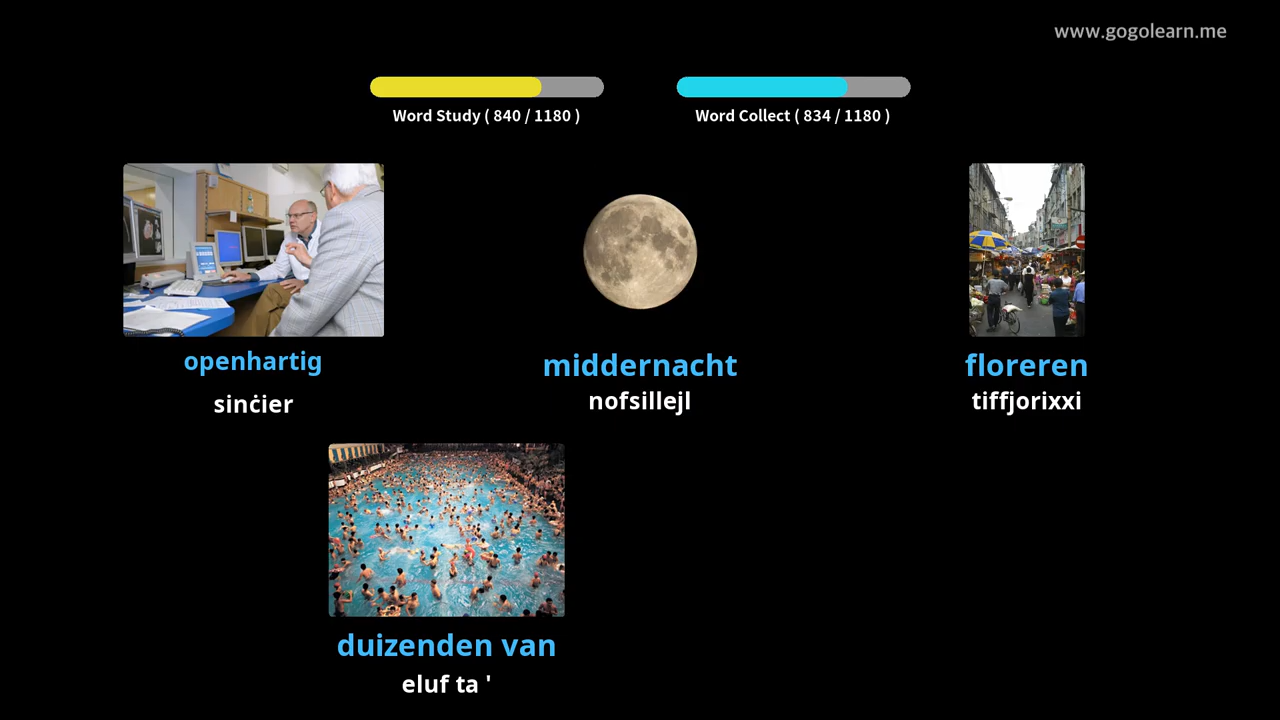 www.gogolearn.me
Word Study ( 840 / 1180 )
Word Collect ( 834 / 1180 )
openhartig
sinċier
middernacht
nofsillejl
floreren
tiffjorixxi
duizenden van
eluf ta '